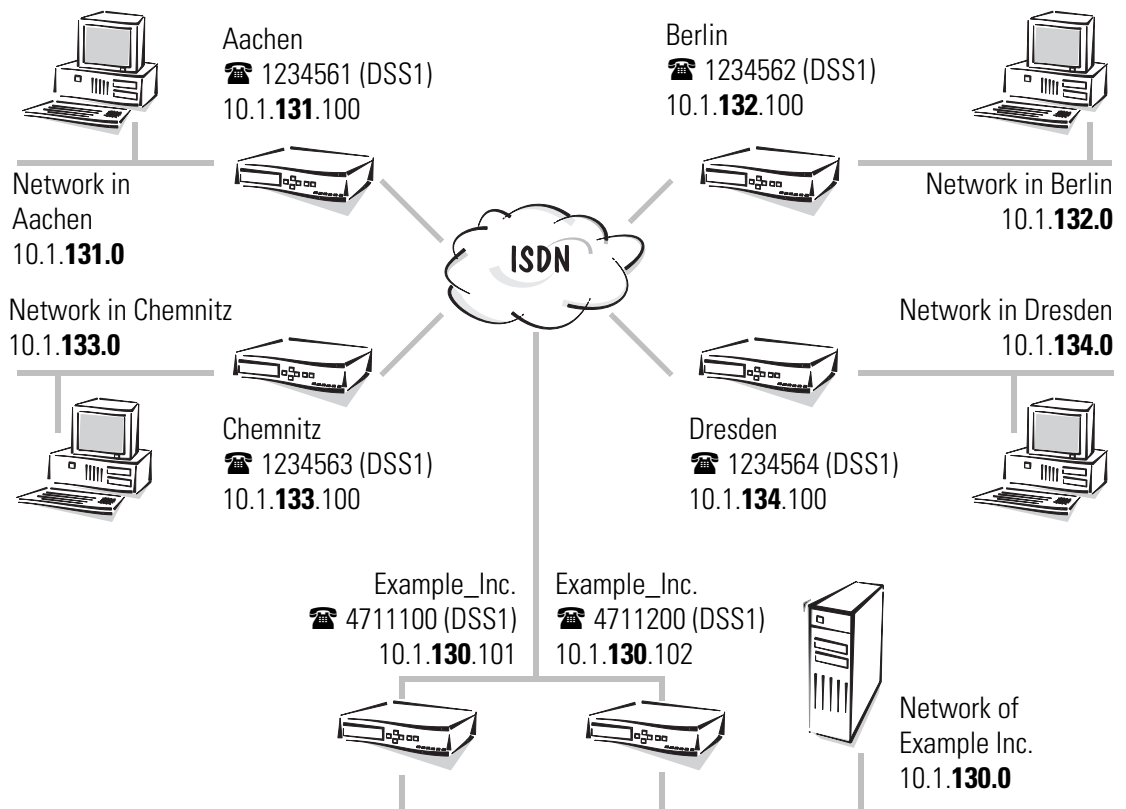 Aachen
☎ 1234561 (DSS1)
10.1.131.100
Berlin
☎ 1234562 (DSS1)
10.1.132.100
Network in
Aachen
10.1.131.0
ISDN
Network in Berlin
10.1.132.0
Network in Chemnitz
10.1.133.0
Network in Dresden
10.1.134.0
Chemnitz
☎ 1234563 (DSS1)
10.1.133.100
Dresden
☎ 1234564 (DSS1)
10.1.134.100
Example_Inc.
☎ 4711100 (DSS1)
10.1.130.101
Example_Inc.
☎ 4711200 (DSS1)
10.1.130.102
Network of
Example Inc.
10.1.130.0